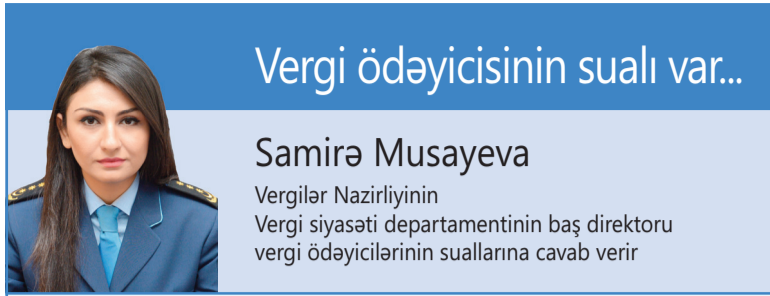 Vergi ödəyicisinin sualı var...
Samirə Musayeva
Vergilər Nazirliyinin
Vergi siyasəti departamentinin baş direktoru
vergi ödəyicilərinin suallarına cavab verir